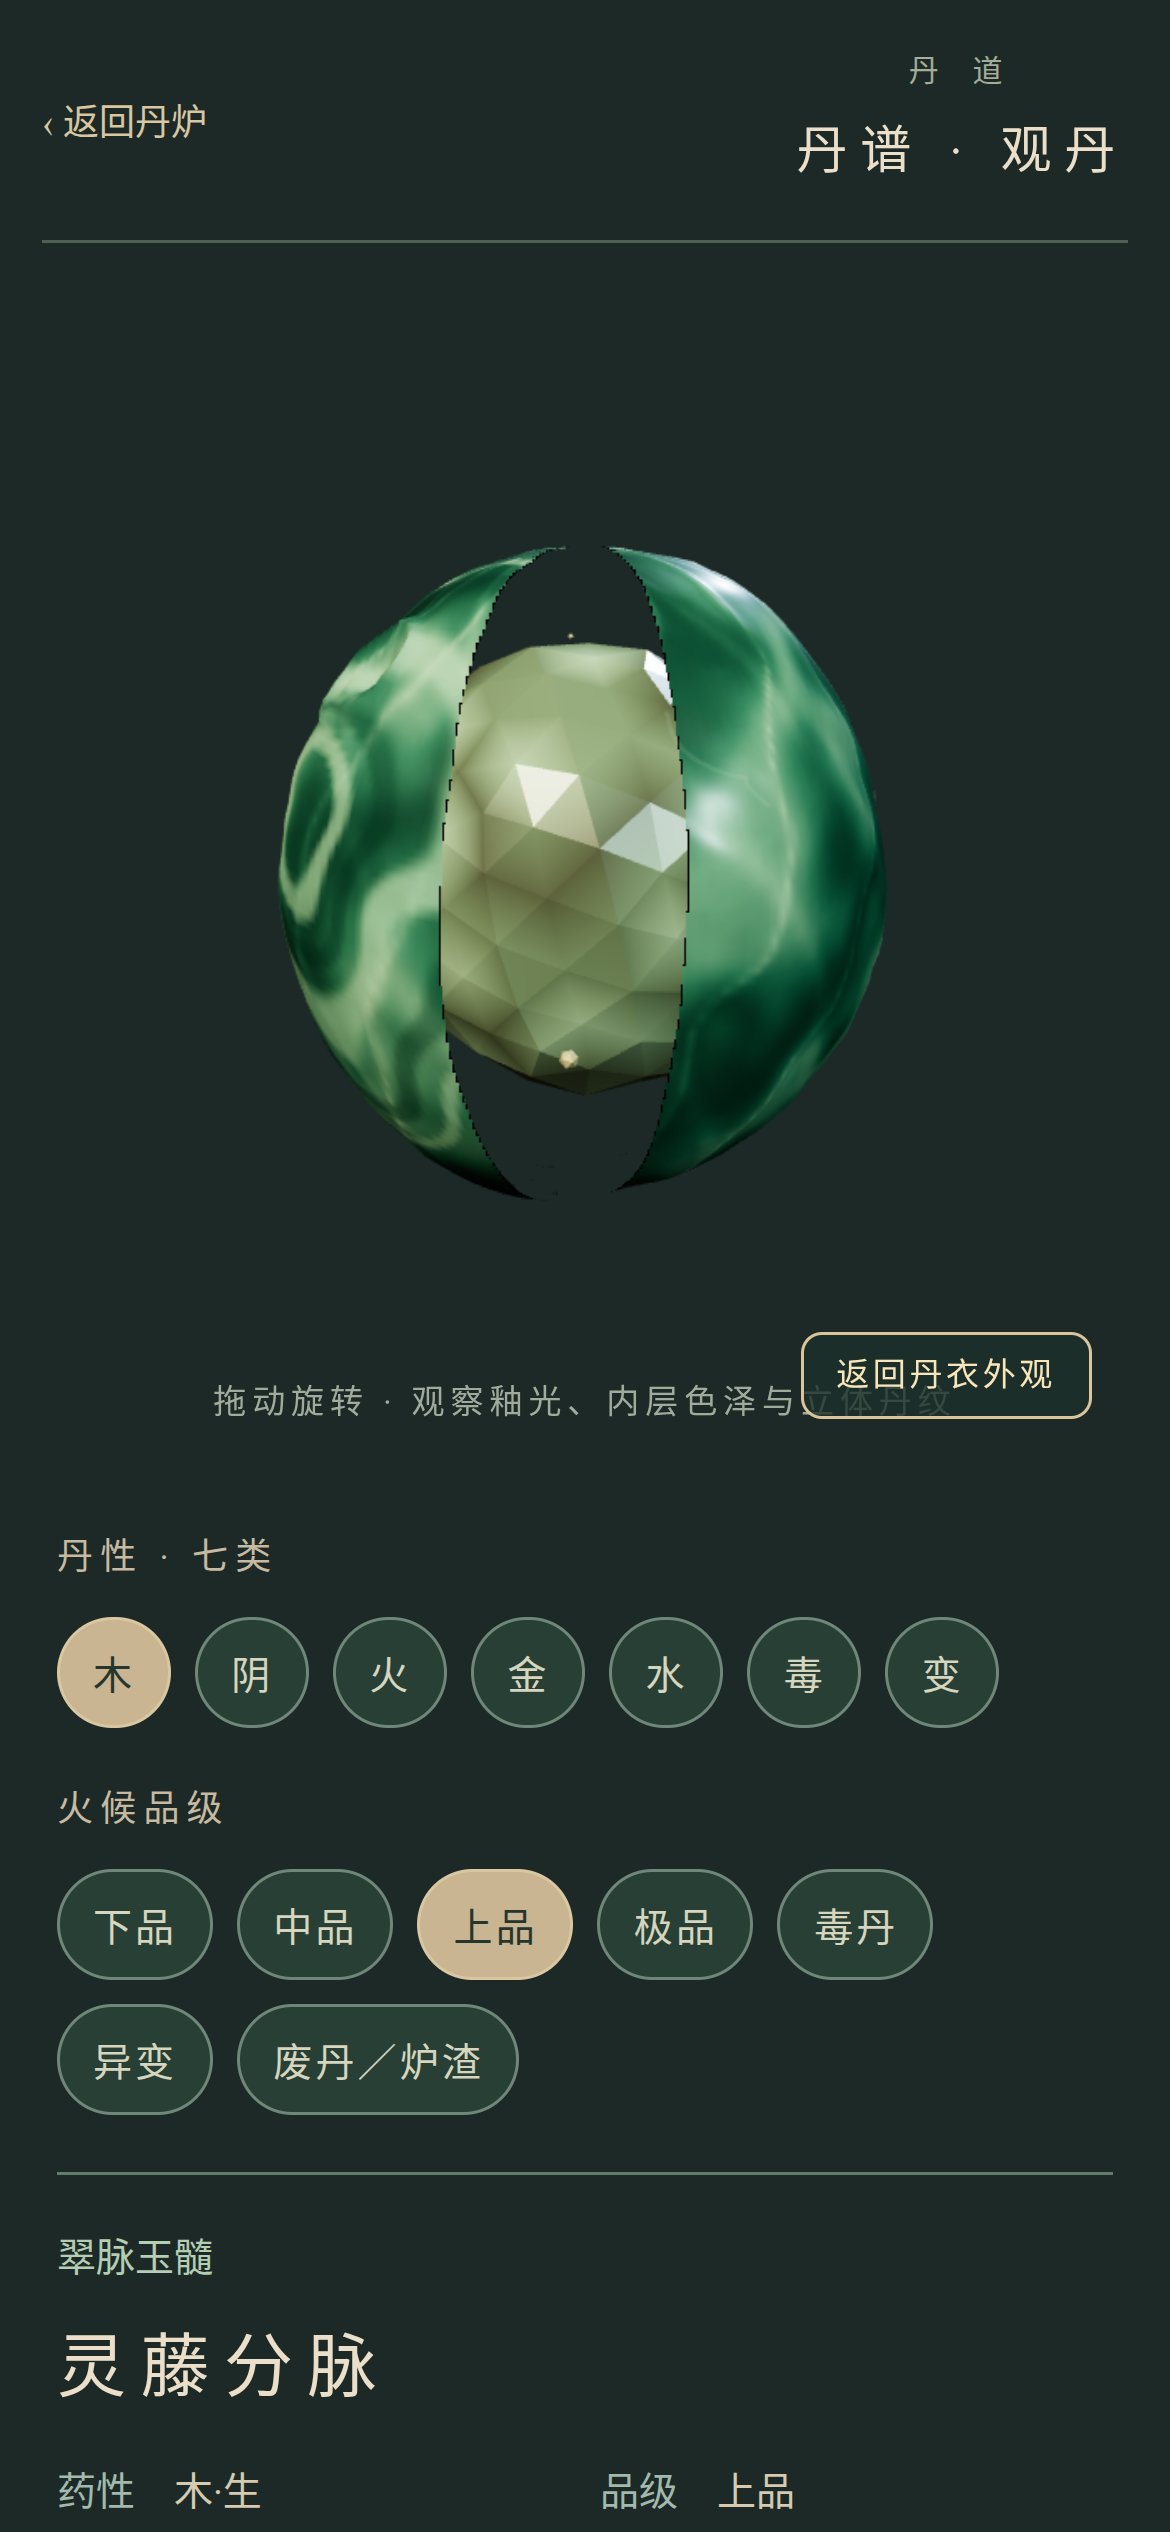 丹 道
‹ 返回丹炉
丹谱 · 观丹
返回丹衣外观
拖动旋转 · 观察釉光、内层色泽与立体丹纹
丹性 · 七类
木 阴 火 金 水 毒 变
火候品级
下品 中品 上品 极品 毒丹
异变 废丹／炉渣
翠脉玉髓
灵藤分脉
药性 木·生 品级 上品